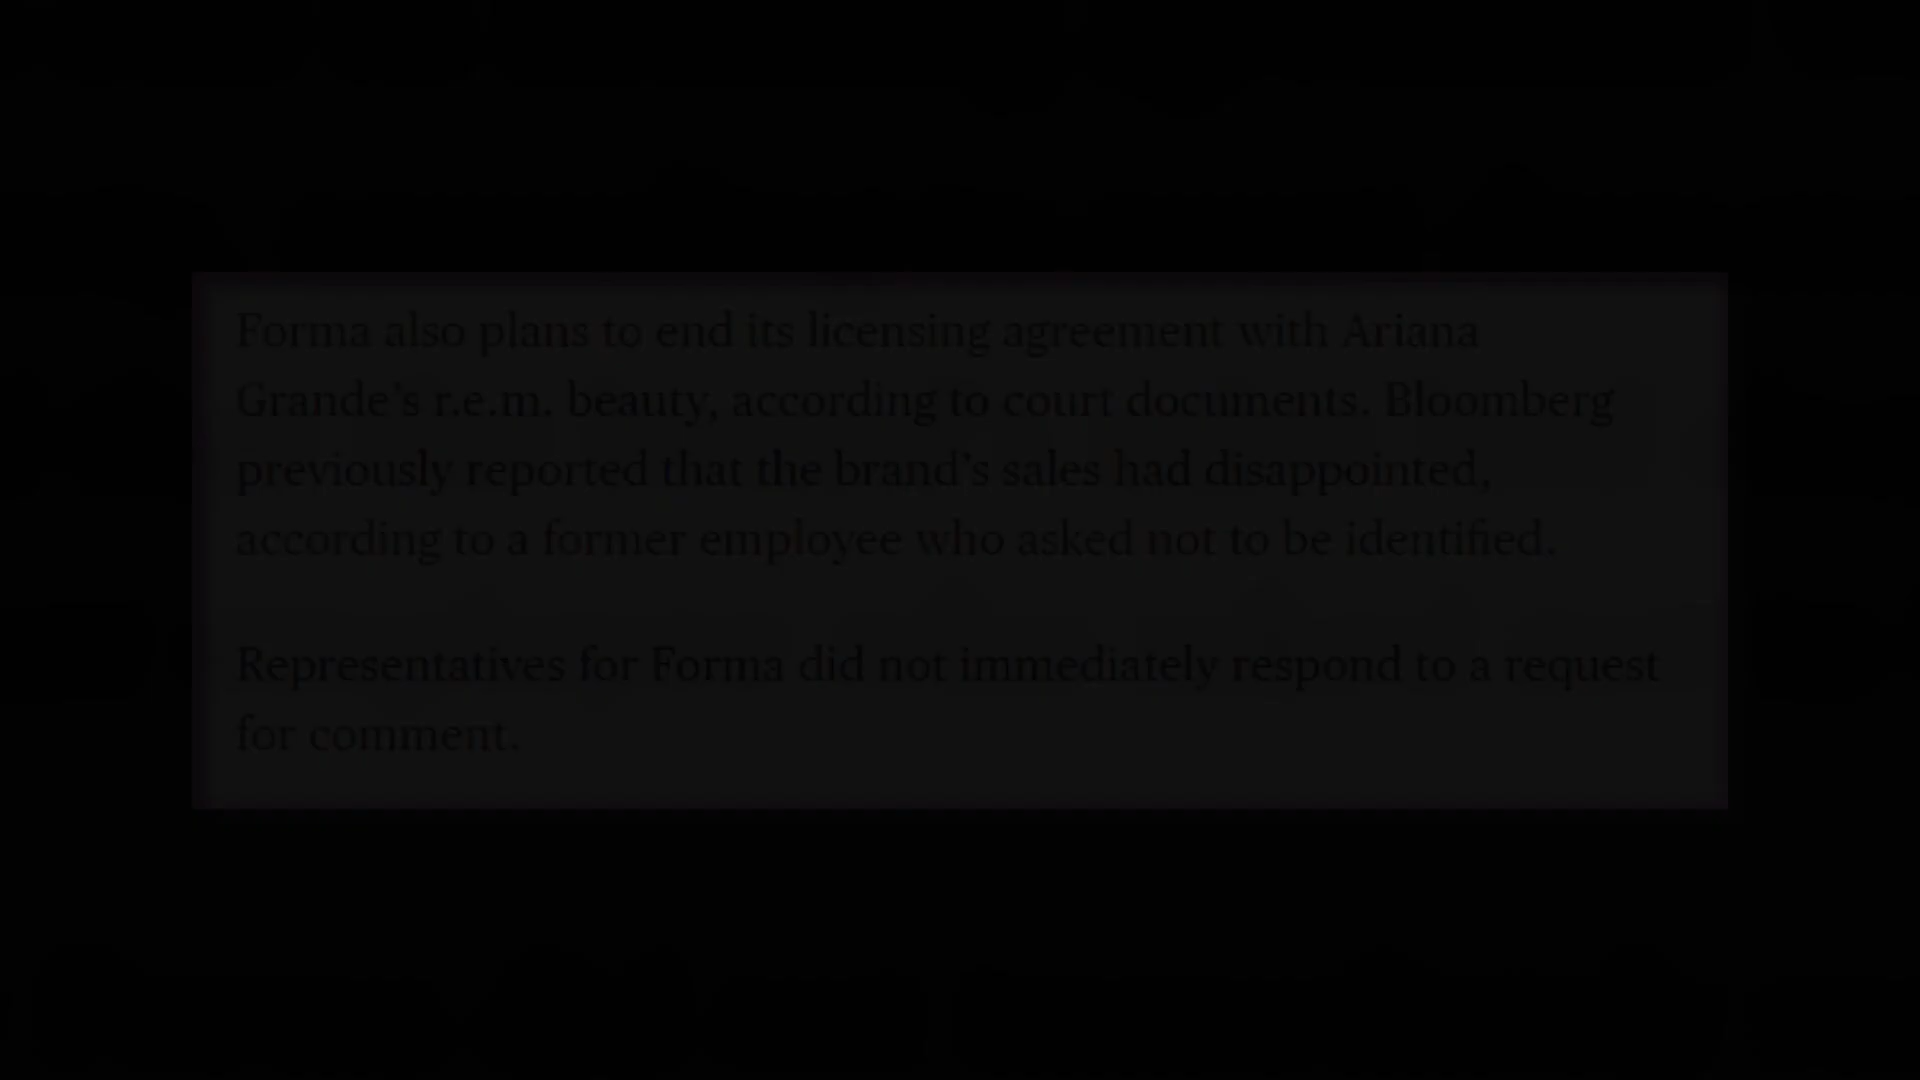 Forma also plans to end its licensing agreement with Ariana
Grande’s r.e.m. beauty, according to court documents. Bloomberg
previously reported that the brand’s sales had disappointed,
according to a former employee who asked not to be identified.
Representatives for Forma did not immediately respond to a request
for comment.